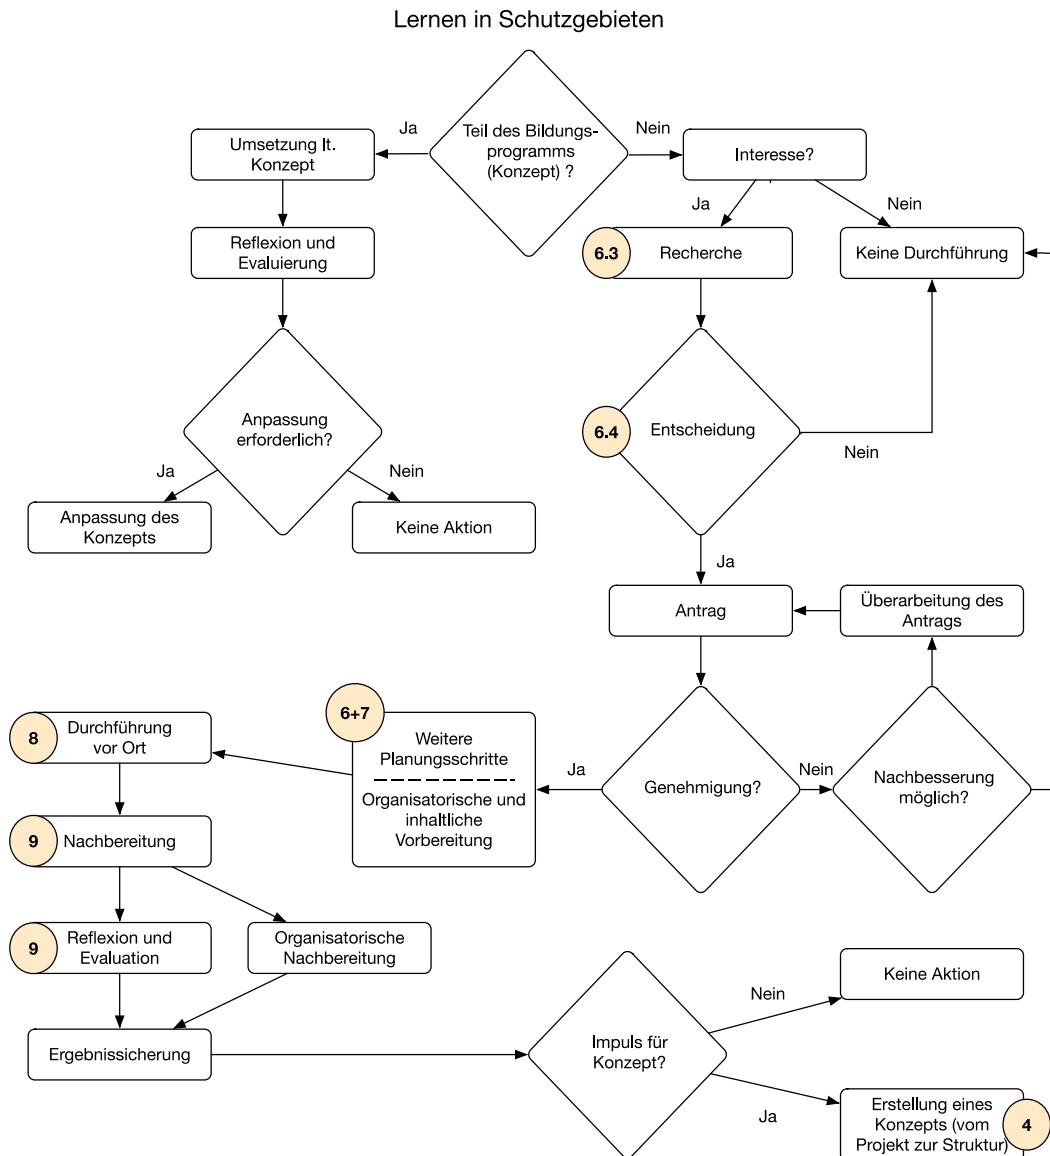 Lernen in Schutzgebieten
Ja
Teil des Bildungs-
programms
(Konzept) ?
Nein
Umsetzung lt.
Konzept
Interesse?
Ja
Nein
Reflexion und
Evaluierung
6.3
Recherche
Keine Durchführung
Anpassung
erforderlich?
6.4
Entscheidung
Nein
Ja
Nein
Anpassung des
Konzepts
Keine Aktion
Ja
Antrag
Überarbeitung des
Antrags
6+7
Weitere
Planungsschritte
Organisatorische und
inhaltliche
Vorbereitung
8
Durchführung
vor Ort
Ja
Genehmigung?
Nein
Nachbesserung
möglich?
9
Nachbereitung
9
Reflexion und
Evaluation
Organisatorische
Nachbereitung
Ergebnissicherung
Impuls für
Konzept?
Nein
Keine Aktion
Ja
Erstellung eines
Konzepts (vom
Projekt zur Struktur)
4